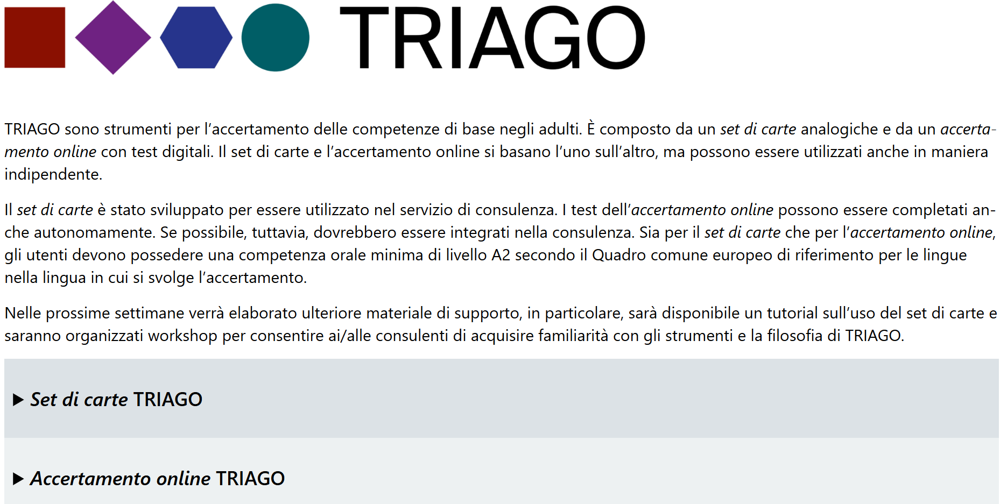 TRIAGO
TRIAGO sono strumenti per l’accertamento delle competenze di base negli adulti. È composto da un set di carte analogiche e da un accerta-
mento online con test digitali. Il set di carte e l’accertamento online si basano l’uno sull’altro, ma possono essere utilizzati anche in maniera
indipendente.
Il set di carte è stato sviluppato per essere utilizzato nel servizio di consulenza. I test dell’accertamento online possono essere completati an-
che autonomamente. Se possibile, tuttavia, dovrebbero essere integrati nella consulenza. Sia per il set di carte che per l’accertamento online,
gli utenti devono possedere una competenza orale minima di livello A2 secondo il Quadro comune europeo di riferimento per le lingue
nella lingua in cui si svolge l’accertamento.
Nelle prossime settimane verrà elaborato ulteriore materiale di supporto, in particolare, sarà disponibile un tutorial sull’uso del set di carte e
saranno organizzati workshop per consentire ai/alle consulenti di acquisire familiarità con gli strumenti e la filosofia di TRIAGO.
Set di carte TRIAGO
Accertamento online TRIAGO